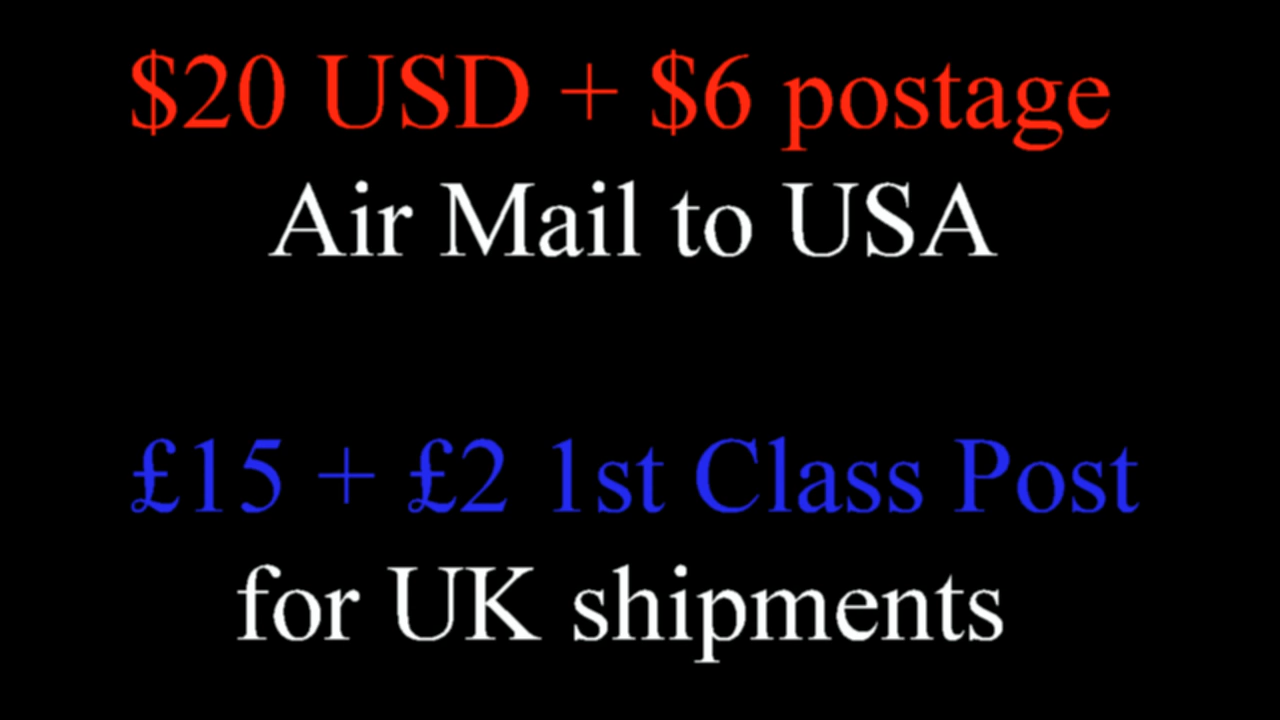 $20 USD + $6 postage
Air Mail to USA
£15 + £2 1st Class Post
for UK shipments